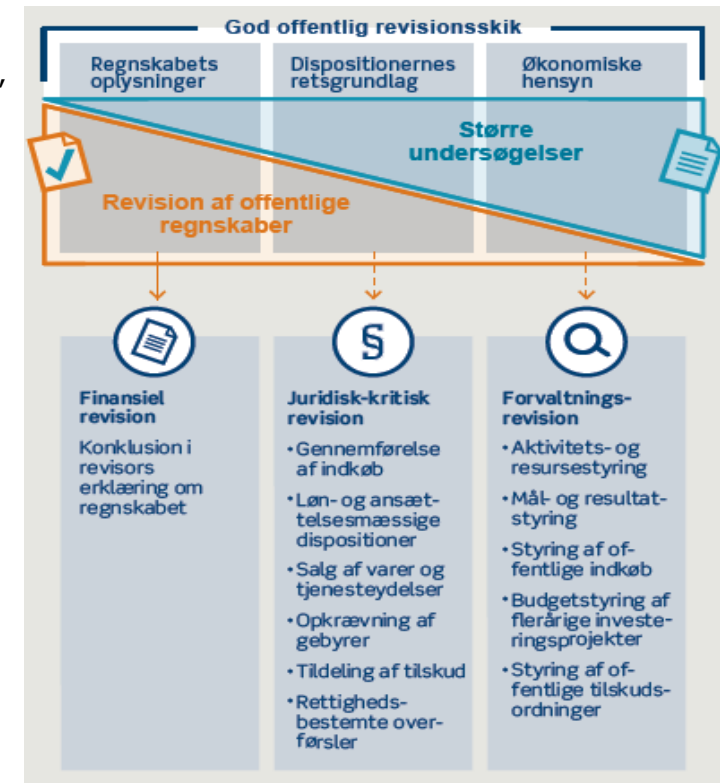 God offentlig revisionsskik
Regnskabets
oplysninger
Dispositionernes
retsgrundlag
Økonomiske
hensyn
,
Større
undersøgelser
Revision af offentlige
regnskaber
§
Finansiel
revision
Konklusion i
revisors
erklæring om
regnskabet
Juridisk-kritisk
revision
•Gennemførelse
af indkøb
•Løn- og ansæt-
telsesmæssige
dispositioner
•Salg af varer og
tjenesteydelser
•Opkrævning af
gebyrer
•Tildeling af tilskud
•Rettigheds-
bestemte over-
førsler
Forvaltnings-
revision
•Aktivitets- og
resursestyring
•Mål- og resultat-
styring
•Styring af of-
fentlige indkøb
•Budgetstyring af
flerårige investe-
ringsprojekter
•Styring af of-
fentlige tilskuds-
ordninger